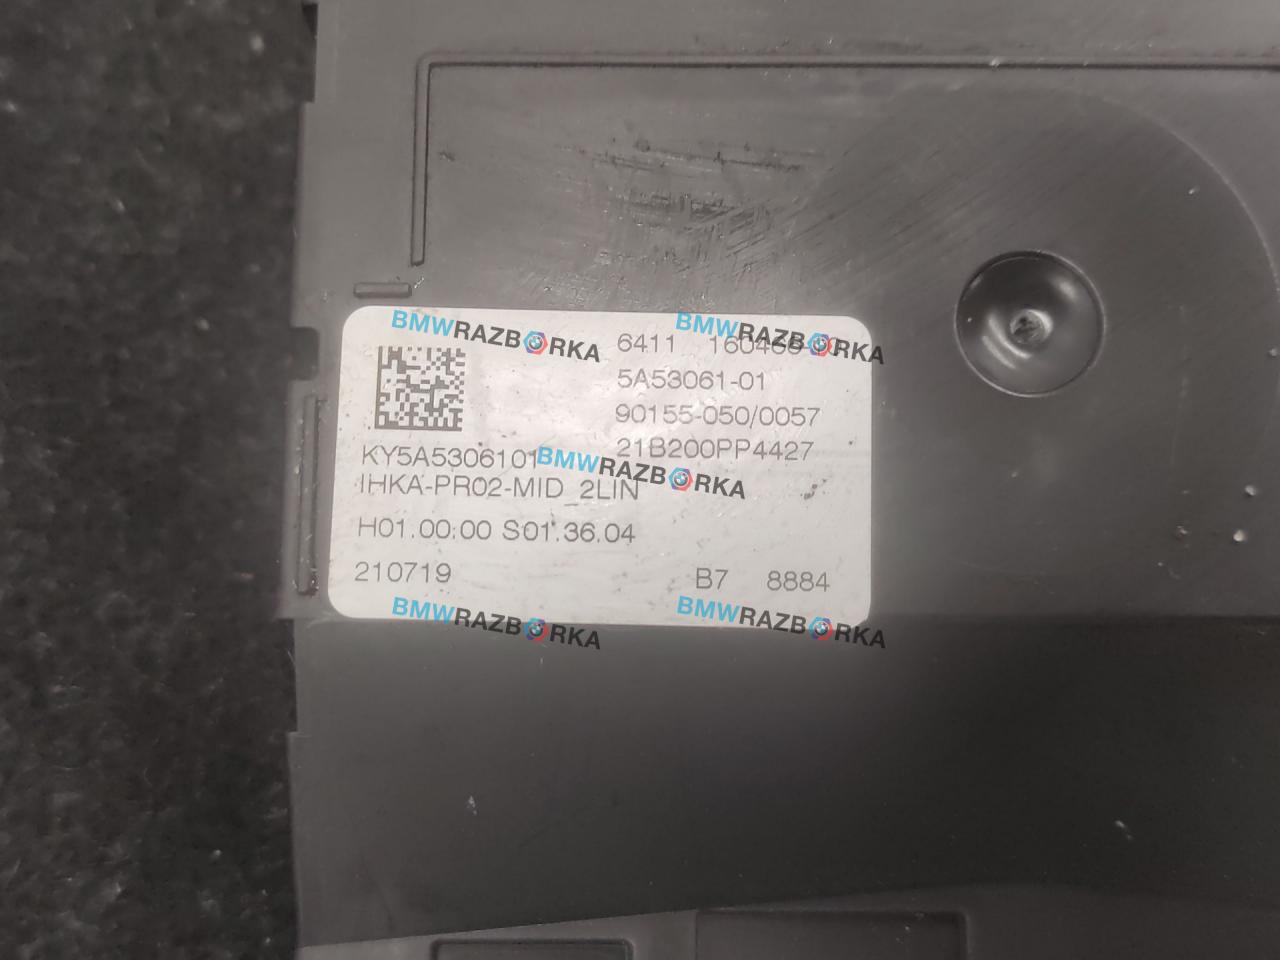 BMWRAZBORKA
BMWRAZBORKA
6411
5A53061-01
90155-050/0057
21B200PP4427
KY5A5306101
BMWRAZBORKA
IHKA-PR02-MID_2LIN
H01.00:00 S01.36.04
210719 B7 8884
BMWRAZBORKA
BMWRAZBORKA